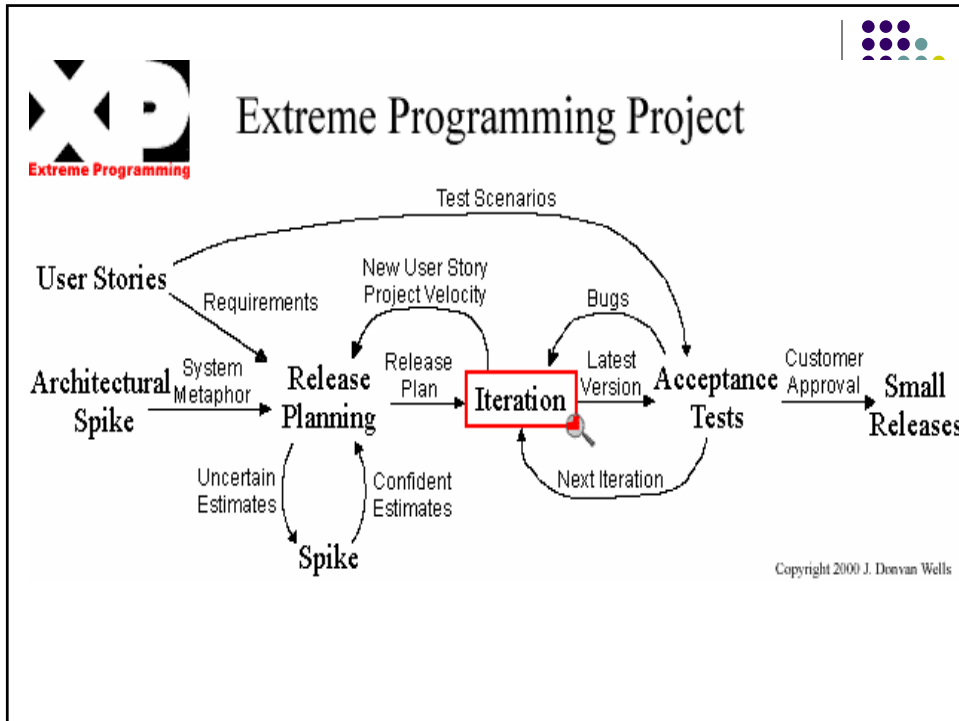 XP
Extreme Programming
Extreme Programming Project
Test Scenarios
User Stories
Requirements
New User Story
Project Velocity
Bugs
Architectural
Spike
System
Metaphor
Release
Planning
Release
Plan
Iteration
Latest
Version
Acceptance
Tests
Customer
Approval
Small
Releases
Uncertain
Estimates
Confident
Estimates
Next Iteration
Spike
Copyright 2000 J. Donvan Wells